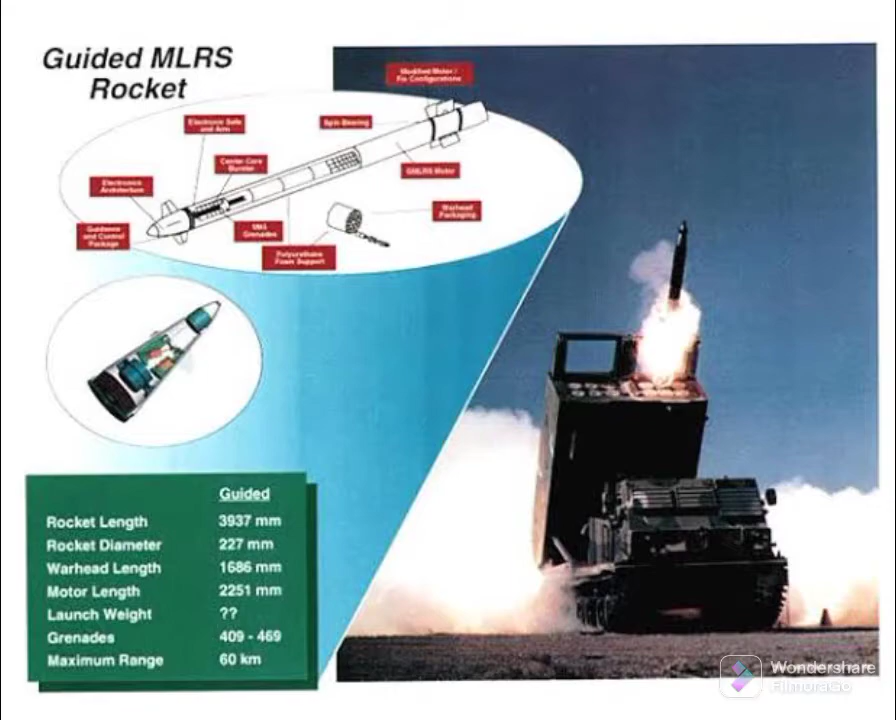 Guided MLRS
Rocket
Modified Motor /
Fin Configurations
Electronic Safe
and Arm
Spin Bearing
Center Core
Burster
GMLRS Motor
Electronics
Architecture
Warhead
Packaging
Guidance
and Control
Package
Grenades
Polyurethane
Foam Support
Guided
Rocket Length 3937 mm
Rocket Diameter 227 mm
Warhead Length 1686 mm
Motor Length 2251 mm
Launch Weight ??
Grenades 409 - 469
Maximum Range 60 km
Wondershare
FilmoraGo